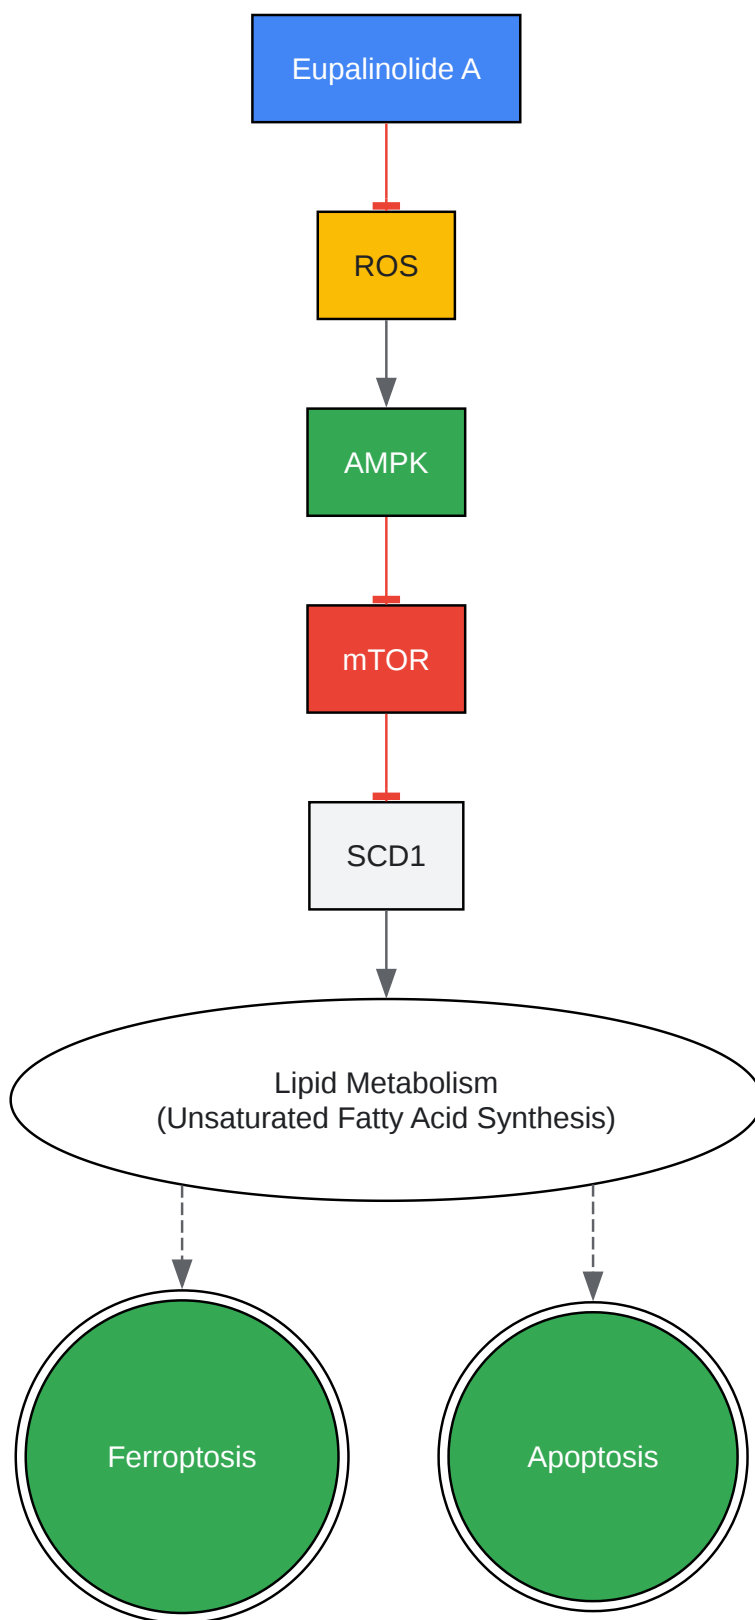 Eupalinolide A
ROS
AMPK
mTOR
SCD1
Lipid Metabolism
(Unsaturated Fatty Acid Synthesis)
Ferroptosis
Apoptosis